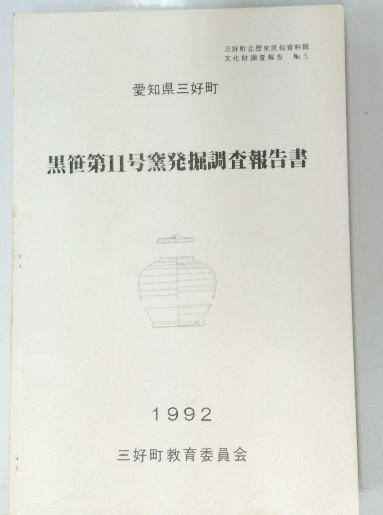 三好町立歴史民俗資料館
文化財調査報告 No.5
愛知県三好町
黒笹第11号窯発掘調査報告書
1992
三好町教育委員会